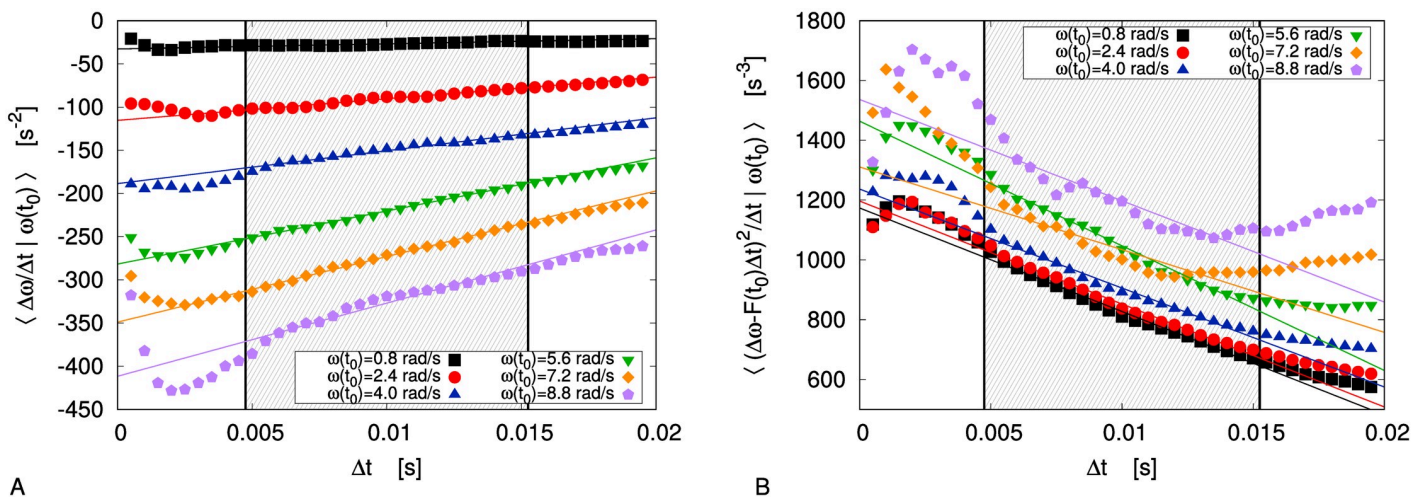 0
-50
-100
-150
-200
-250
-300
-350
-400
-450
⟨ Δω/Δt | ω(t₀) ⟩ [s⁻²]
ω(t₀)=0.8 rad/s
ω(t₀)=2.4 rad/s
ω(t₀)=4.0 rad/s
ω(t₀)=5.6 rad/s
ω(t₀)=7.2 rad/s
ω(t₀)=8.8 rad/s
0 0.005 0.01 0.015 0.02
Δt [s]
A
1800
1600
1400
1200
1000
800
600
⟨ (Δω-F(t₀)Δt)²/Δt | ω(t₀) ⟩ [s⁻³]
ω(t₀)=0.8 rad/s
ω(t₀)=2.4 rad/s
ω(t₀)=4.0 rad/s
ω(t₀)=5.6 rad/s
ω(t₀)=7.2 rad/s
ω(t₀)=8.8 rad/s
0 0.005 0.01 0.015 0.02
Δt [s]
B